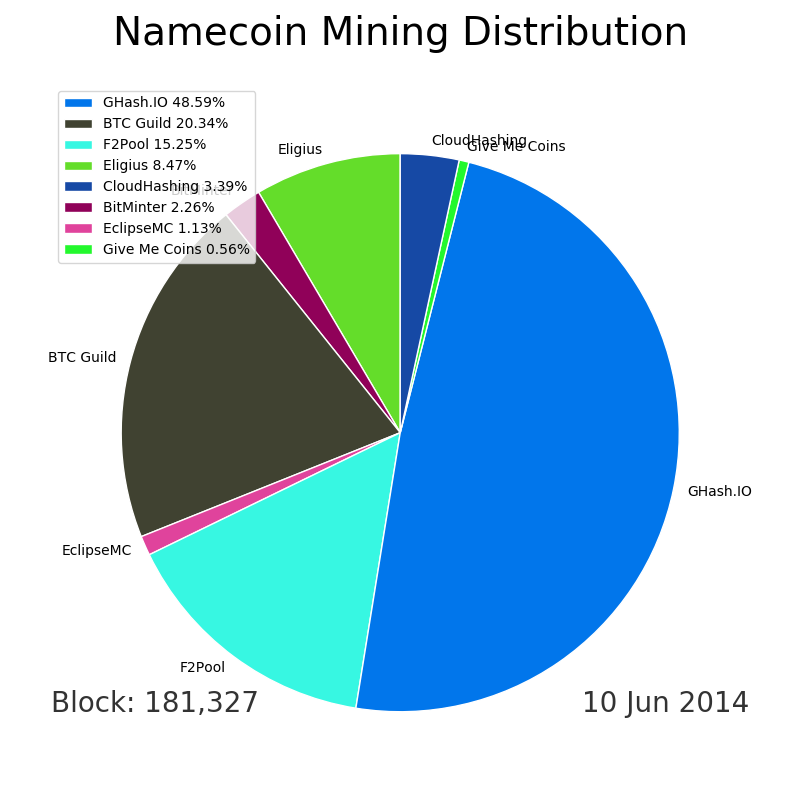 Namecoin Mining Distribution
GHash.IO 48.59%
BTC Guild 20.34%
F2Pool 15.25%
Eligius 8.47%
CloudHashing 3.39%
BitMinter 2.26%
EclipseMC 1.13%
Give Me Coins 0.56%
CloudHashing
Give Me Coins
Eligius
BitMinter
BTC Guild
GHash.IO
EclipseMC
F2Pool
Block: 181,327
10 Jun 2014